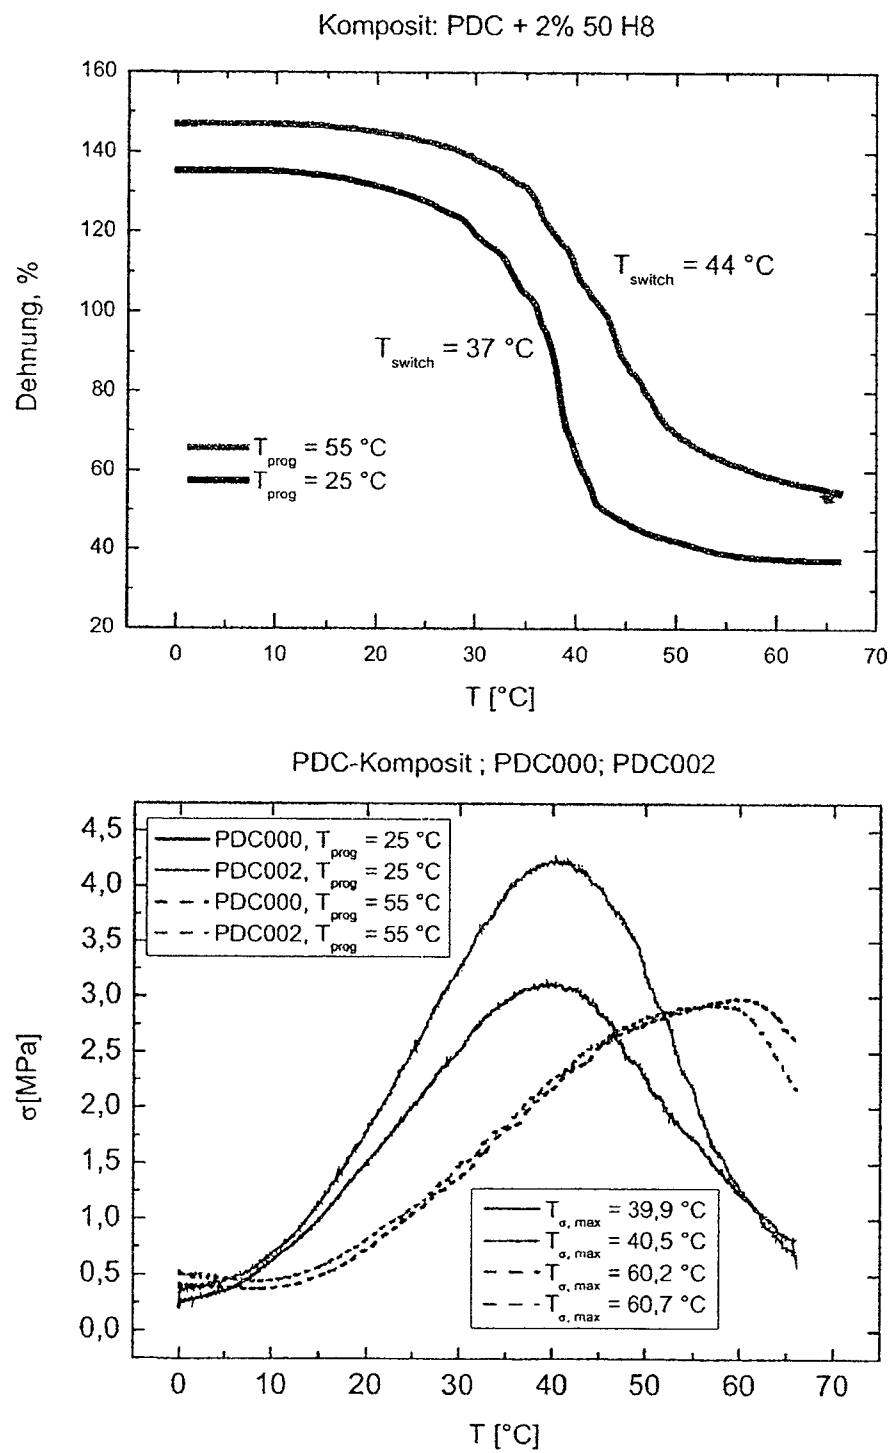 Komposit: PDC + 2% 50 H8
160
140
120
100
80
60
40
20
Dehnung, %
T_switch = 44 °C
T_switch = 37 °C
T_prog = 55 °C
T_prog = 25 °C
0 10 20 30 40 50 60 70
T [°C]
PDC-Komposit ; PDC000; PDC002
4,5
4,0
3,5
3,0
2,5
2,0
1,5
1,0
0,5
0,0
σ[MPa]
PDC000, T_prog = 25 °C
PDC002, T_prog = 25 °C
PDC000, T_prog = 55 °C
PDC002, T_prog = 55 °C
T_σ, max = 39,9 °C
T_σ, max = 40,5 °C
T_σ, max = 60,2 °C
T_σ, max = 60,7 °C
0 10 20 30 40 50 60 70
T [°C]